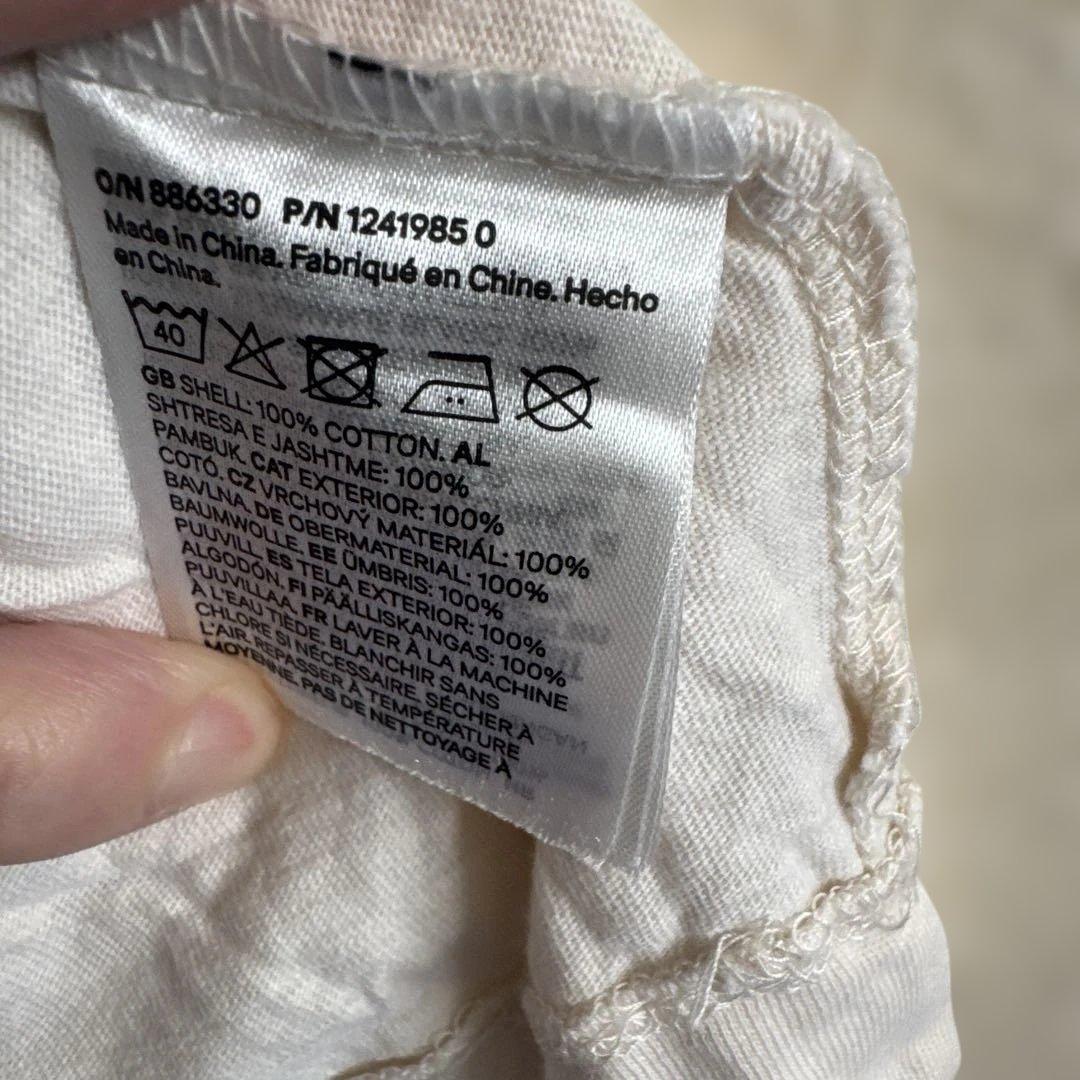 O/N 886330 P/N 1241985 0
Made in China. Fabriqué en Chine. Hecho
en China.
40
GB SHELL: 100% COTTON. AL
SHTRESA E JASHTME: 100%
PAMBUK. CAT EXTERIOR: 100%
COTÓ. CZ VRCHOVÝ MATERIÁL: 100%
BAVLNA. DE OBERMATERIAL: 100%
BAUMWOLLE. EE ÜMBRIS: 100%
PUUVILL. ES TELA EXTERIOR: 100%
ALGODÓN. FI PÄÄLLISKANGAS: 100%
PUUVILLAA. FR LAVER À LA MACHINE
À L'EAU TIÈDE. BLANCHIR SANS
CHLORE SI NÉCESSAIRE. SÉCHER À
L'AIR. REPASSER À TEMPÉRATURE
MOYENNE. PAS DE NETTOYAGE À